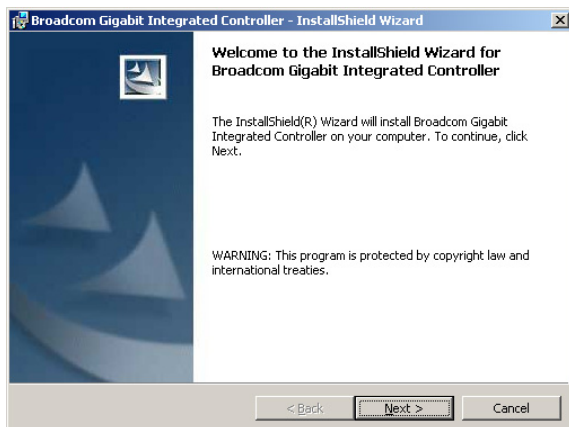 Broadcom Gigabit Integrated Controller - InstallShield Wizard
Welcome to the InstallShield Wizard for
Broadcom Gigabit Integrated Controller
The InstallShield(R) Wizard will install Broadcom Gigabit
Integrated Controller on your computer. To continue, click
Next.
WARNING: This program is protected by copyright law and
international treaties.
< Back Next > Cancel